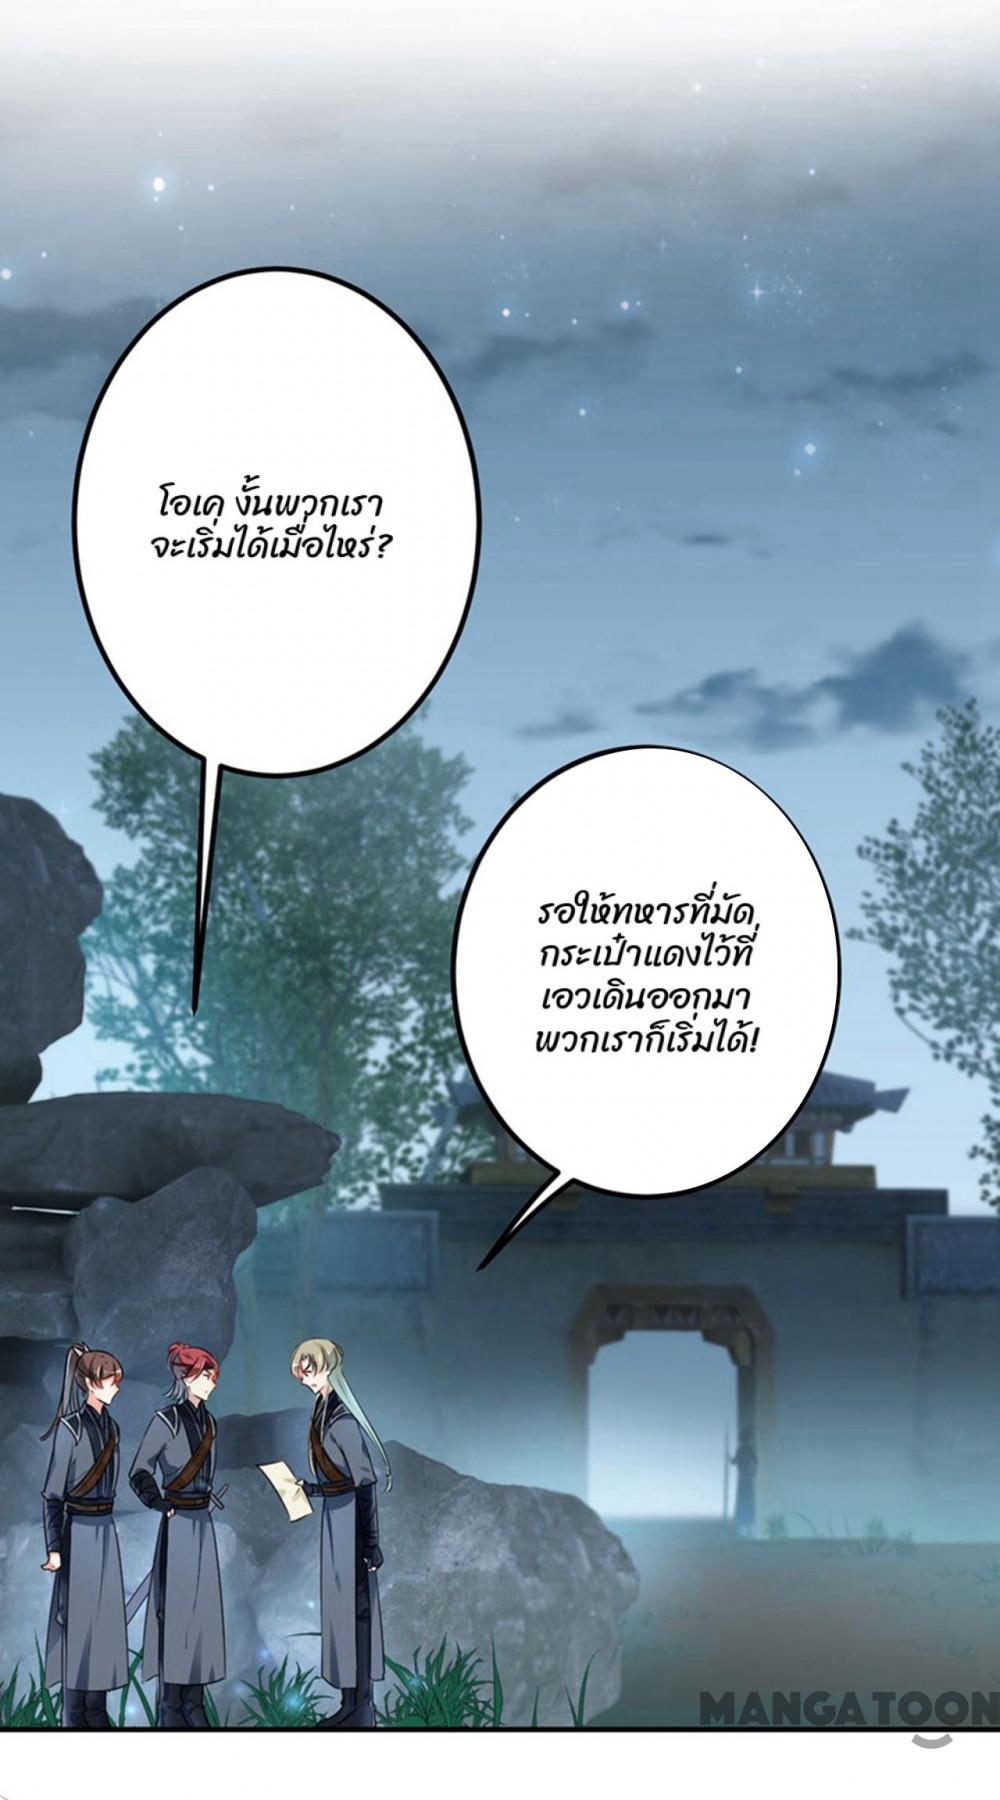 โอเค งั้นพวกเรา
จะเริ่มได้เมื่อไหร่?
รอให้ทหารที่มัด
กระเป๋าแดงไว้ที่
เอวเดินออกมา
พวกเราก็เริ่มได้!
MANGATOON